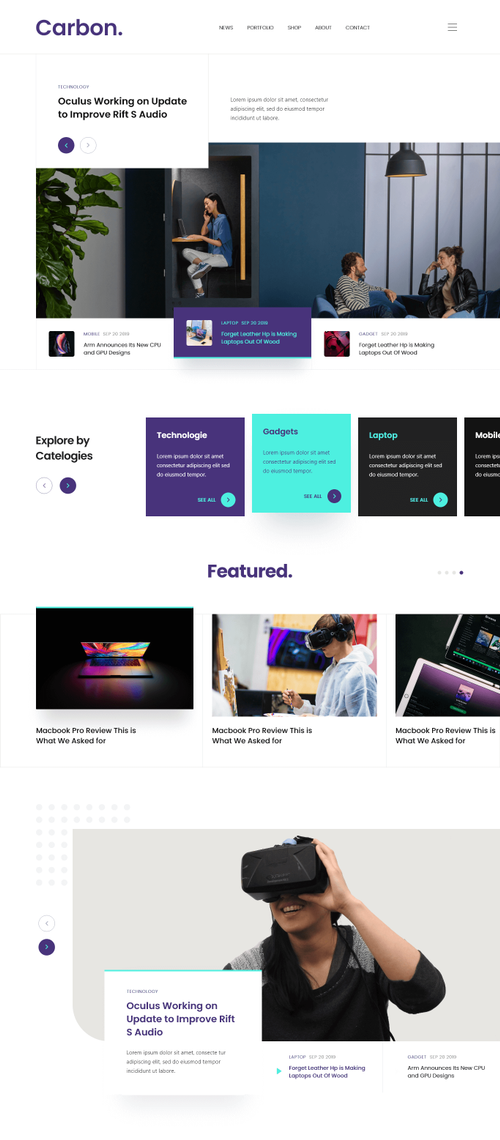 Carbon.
NEWS
PORTFOLIO
SHOP
ABOUT
CONTACT
TECHNOLOGY
Oculus Working on Update
to Improve Rift S Audio
Lorem ipsum dolor sit amet, consectetur
adipiscing elit, sed do eiusmod tempor
incididunt ut labore.
MOBILE SEP 20 2019
Arm Announces Its New CPU
and GPU Designs
LAPTOP SEP 20 2019
Forget Leather Hp is Making
Laptops Out Of Wood
GADGET SEP 20 2019
Forget Leather Hp is Making
Laptops Out Of Wood
Explore by
Catelogies
Technologie
Lorem ipsum dolor sit amet
consectetur adipiscing elit sed
do eiusmod tempor.
SEE ALL
Gadgets
Lorem ipsum dolor sit amet
consectetur adipiscing elit sed
do eiusmod tempor.
SEE ALL
Laptop
Lorem ipsum dolor sit amet
consectetur adipiscing elit sed
do eiusmod tempor.
SEE ALL
Mobile
Lorem ipsum
consectetur
do eiusmod
Featured.
Macbook Pro Review This is
What We Asked for
Macbook Pro Review This is
What We Asked for
Macbook Pro Review This is
What We Asked for
TECHNOLOGY
Oculus Working on
Update to Improve Rift
S Audio
Lorem ipsum dolor sit amet, consecte tur
adipiscing elit, sed do eiusmod tempor
incididunt ut labore.
LAPTOP SEP 20 2019
Forget Leather Hp is Making
Laptops Out Of Wood
GADGET SEP 20 2019
Arm Announces Its New CPU
and GPU Designs